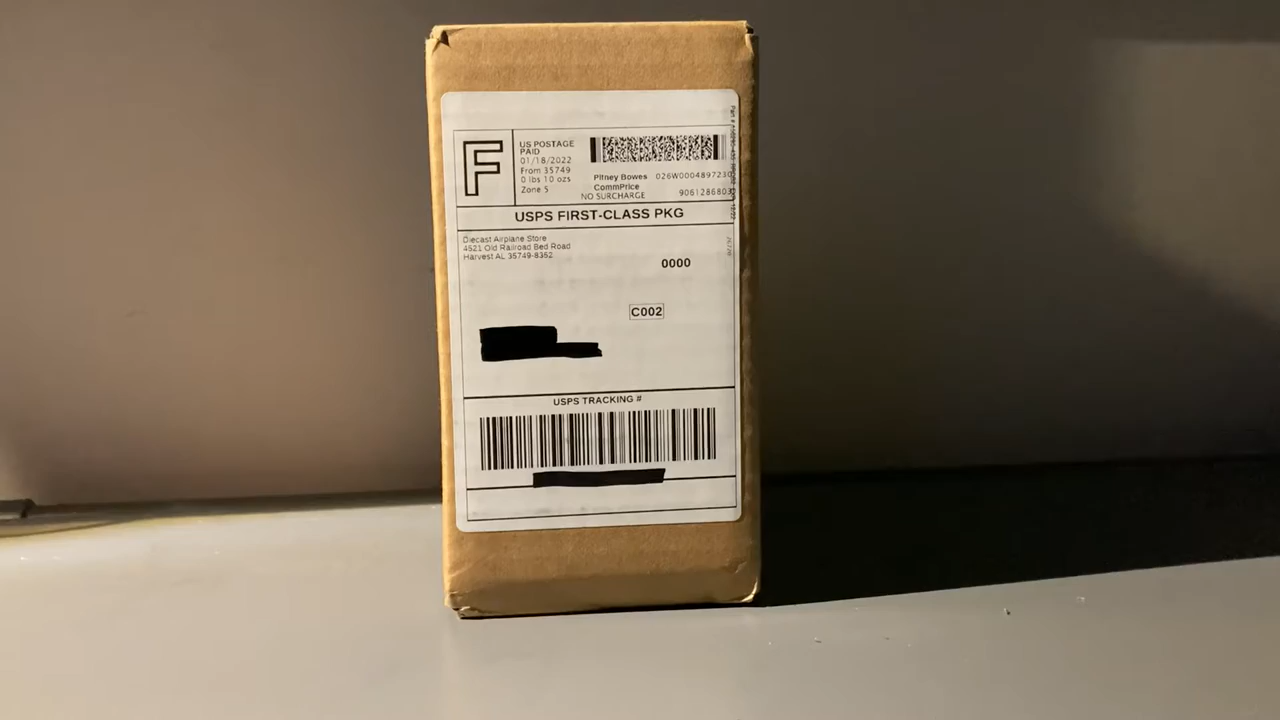 F
US POSTAGE
PAID
01/18/2022
From 35749
0 lbs 10 ozs
Zone 5
Pitney Bowes
CommPrice
NO SURCHARGE
026W0004897230
USPS FIRST-CLASS PKG
Diecast Airplane Store
4521 Old Railroad Bed Road
Harvest AL 35749-8352
0000
C002
USPS TRACKING #